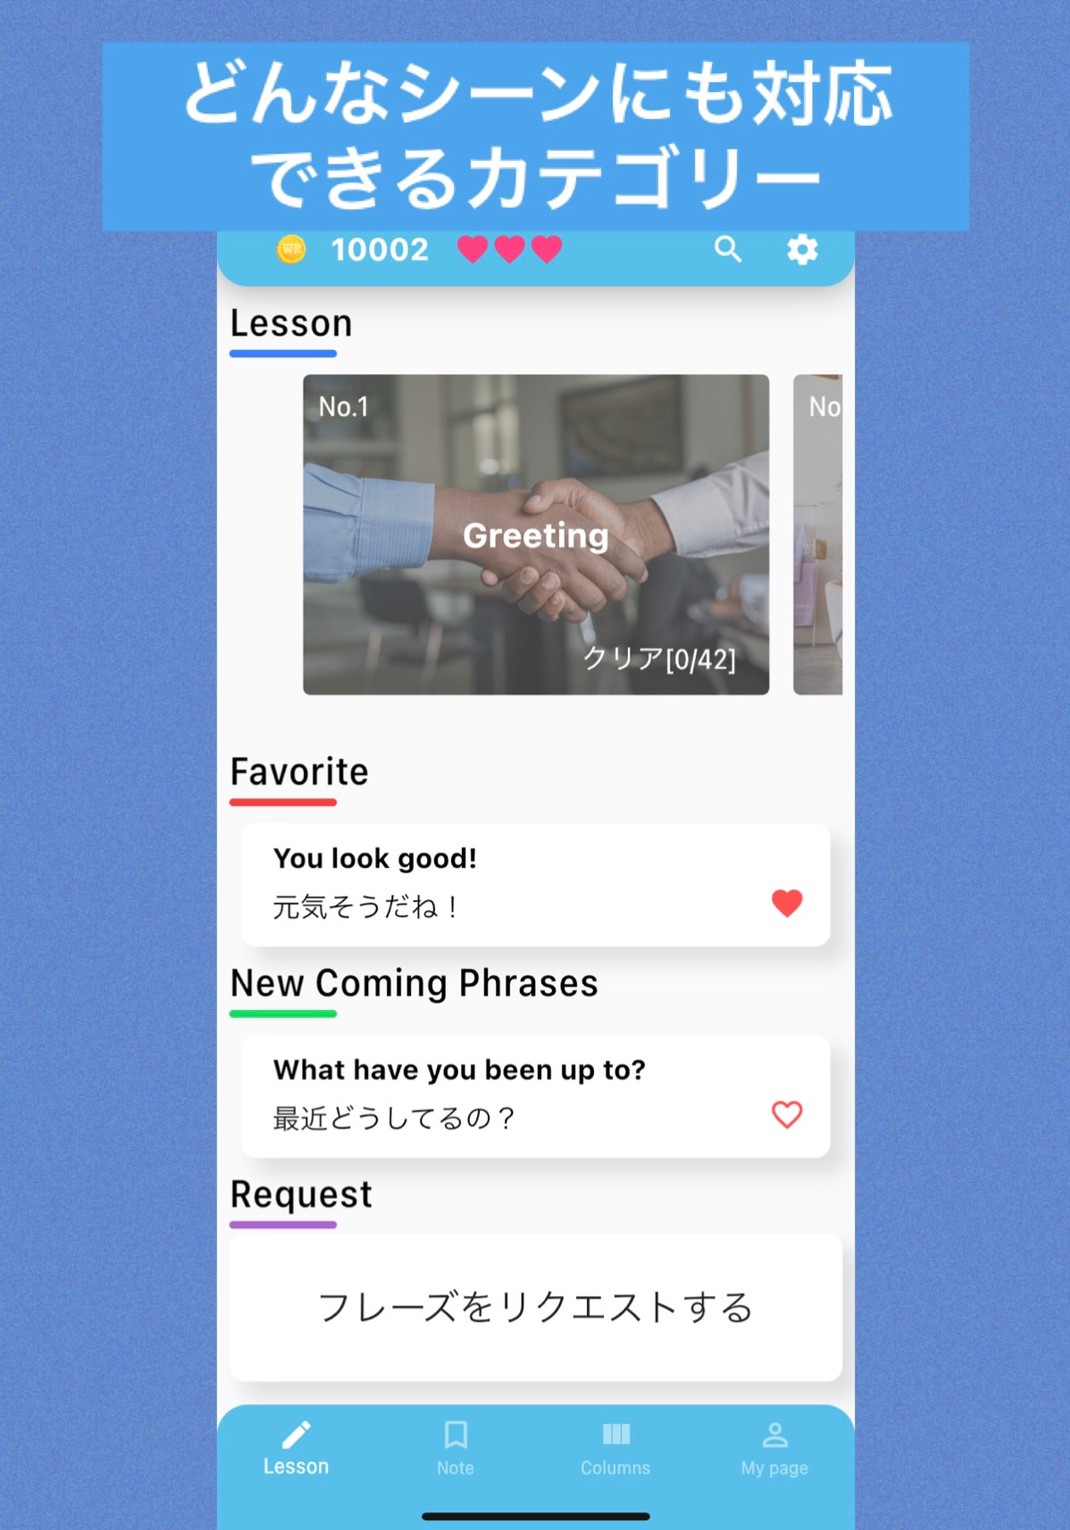 どんなシーンにも対応
できるカテゴリー
WR
10002
Lesson
No.1
No
Greeting
クリア[0/42]
Favorite
You look good!
元気そうだね！
New Coming Phrases
What have you been up to?
最近どうしてるの？
Request
フレーズをリクエストする
Lesson
Note
Columns
My page